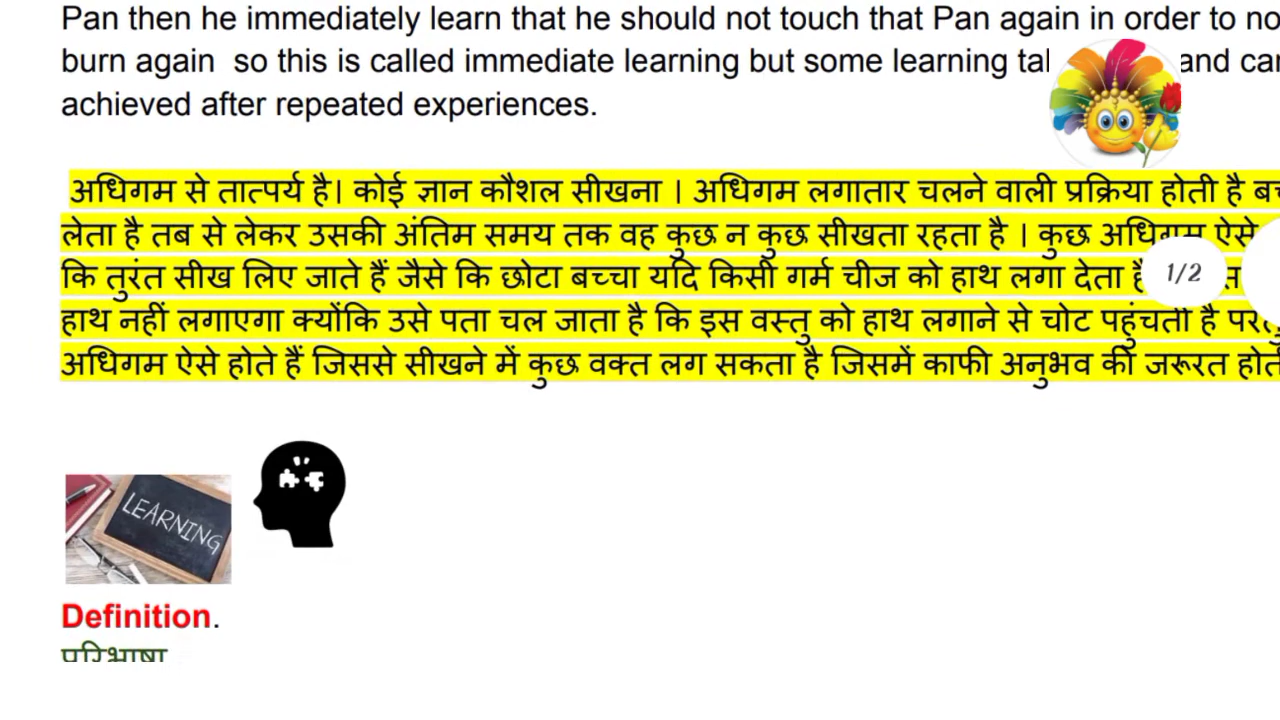 Pan then he immediately learn that he should not touch that Pan again in order to
burn again so this is called immediate learning but some learning and
achieved after repeated experiences.
अधिगम से तात्पर्य है। कोई ज्ञान कौशल सीखना । अधिगम लगातार चलने वाली प्रक्रिया होती है
लेता है तब से लेकर उसकी अंतिम समय तक वह कुछ न कुछ सीखता रहता है । कुछ अधिगम ऐसे
कि तुरंत सीख लिए जाते हैं जैसे कि छोटा बच्चा यदि किसी गर्म चीज को हाथ लगा देता
1/2
हाथ नहीं लगाएगा क्योंकि उसे पता चल जाता है कि इस वस्तु को हाथ लगाने से चोट पहुंचती है
अधिगम ऐसे होते हैं जिससे सीखने में कुछ वक्त लग सकता है जिसमें काफी अनुभव की जरूरत
LEARNING
Definition.
परिभाषा